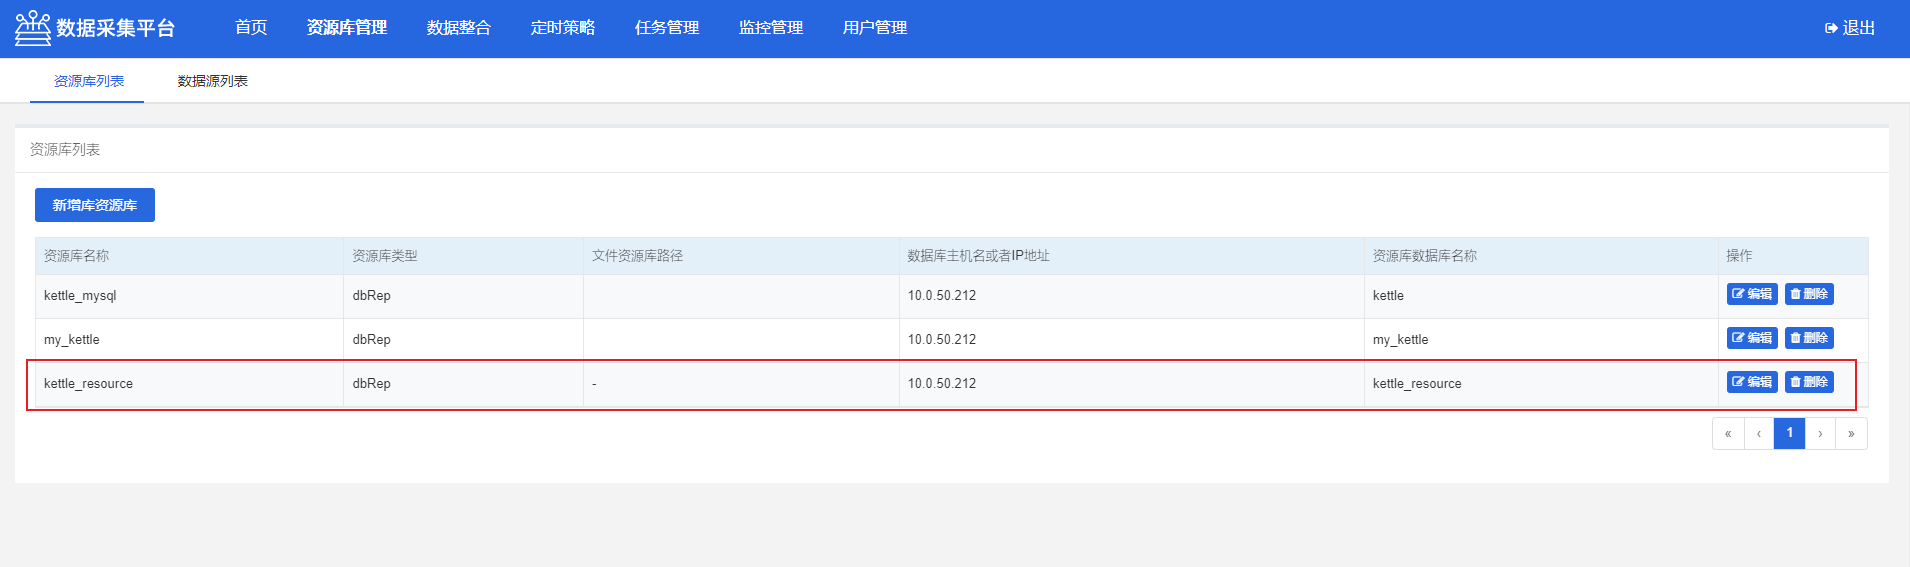 数据采集平台 首页 资源库管理 数据整合 定时策略 任务管理 监控管理 用户管理 退出
资源库列表 数据源列表
资源库列表
新增库资源库
资源库名称 资源库类型 文件资源库路径 数据库主机名或者IP地址 资源库数据库名称 操作
kettle_mysql dbRep 10.0.50.212 kettle 编辑 删除
my_kettle dbRep 10.0.50.212 my_kettle 编辑 删除
kettle_resource dbRep - 10.0.50.212 kettle_resource 编辑 删除
« ‹ 1 › »